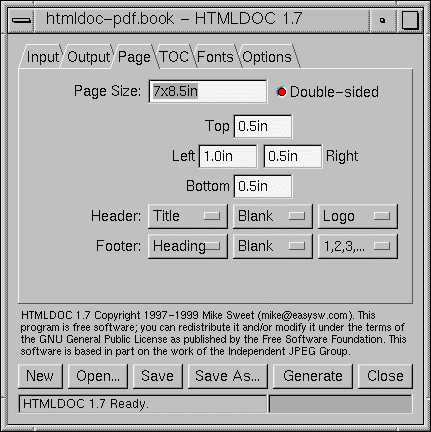 htmldoc-pdf.book - HTMLDOC 1.7
Input Output Page TOC Fonts Options
Page Size: 7x8.5in Double-sided
Top 0.5in
Left 1.0in 0.5in Right
Bottom 0.5in
Header: Title Blank Logo
Footer: Heading Blank 1,2,3,...
HTMLDOC 1.7 Copyright 1997-1999 Mike Sweet (mike@easysw.com). This
program is free software; you can redistribute it and/or modify it under the terms of
the GNU General Public License as published by the Free Software Foundation. This
software is based in part on the work of the Independent JPEG Group.
New Open... Save Save As... Generate Close
HTMLDOC 1.7 Ready.